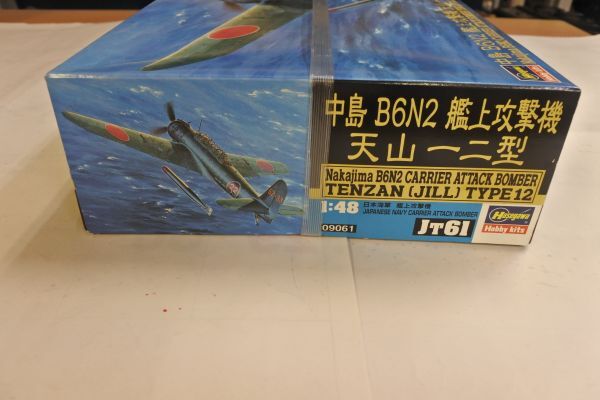 中島 B6N2 艦上攻撃機
天山 一二型
Nakajima B6N2 CARRIER ATTACK BOMBER
TENZAN (JILL) TYPE 12
1:48
日本海軍 艦上攻撃機
JAPANESE NAVY CARRIER ATTACK BOMBER
09061
JT61
Hasegawa
Hobby kits